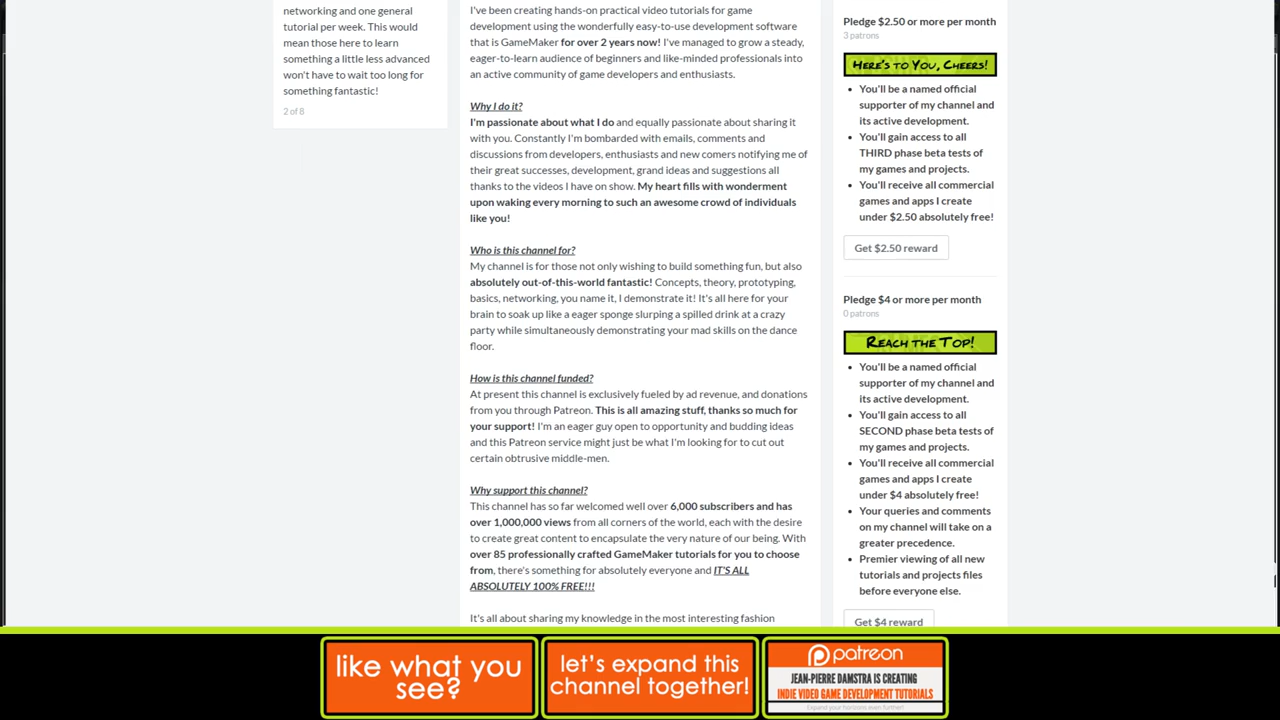 networking and one general
tutorial per week. This would
mean those here to learn
something a little less advanced
won't have to wait too long for
something fantastic!
2 of 8
I've been creating hands-on practical video tutorials for game
development using the wonderfully easy-to-use development software
that is GameMaker for over 2 years now! I've managed to grow a steady,
eager-to-learn audience of beginners and like-minded professionals into
an active community of game developers and enthusiasts.
Why I do it?
I'm passionate about what I do and equally passionate about sharing it
with you. Constantly I'm bombarded with emails, comments and
discussions from developers, enthusiasts and new comers notifying me of
their great successes, development, grand ideas and suggestions all
thanks to the videos I have on show. My heart fills with wonderment
upon waking every morning to such an awesome crowd of individuals
like you!
Who is this channel for?
My channel is for those not only wishing to build something fun, but also
absolutely out-of-this-world fantastic! Concepts, theory, prototyping,
basics, networking, you name it, I demonstrate it! It's all here for your
brain to soak up like a eager sponge slurping a spilled drink at a crazy
party while simultaneously demonstrating your mad skills on the dance
floor.
How is this channel funded?
At present this channel is exclusively fueled by ad revenue, and donations
from you through Patreon. This is all amazing stuff, thanks so much for
your support! I'm an eager guy open to opportunity and budding ideas
and this Patreon service might just be what I'm looking for to cut out
certain obtrusive middle-men.
Why support this channel?
This channel has so far welcomed well over 6,000 subscribers and has
over 1,000,000 views from all corners of the world, each with the desire
to create great content to encapsulate the very nature of our being. With
over 85 professionally crafted GameMaker tutorials for you to choose
from, there's something for absolutely everyone and IT'S ALL
ABSOLUTELY 100% FREE!!!
It's all about sharing my knowledge in the most interesting fashion
Pledge $2.50 or more per month
3 patrons
Here's to You, Cheers!
You'll be a named official
supporter of my channel and
its active development.
You'll gain access to all
THIRD phase beta tests of
my games and projects.
You'll receive all commercial
games and apps I create
under $2.50 absolutely free!
Get $2.50 reward
Pledge $4 or more per month
0 patrons
Reach the Top!
You'll be a named official
supporter of my channel and
its active development.
You'll gain access to all
SECOND phase beta tests of
my games and projects.
You'll receive all commercial
games and apps I create
under $4 absolutely free!
Your queries and comments
on my channel will take on a
greater precedence.
Premier viewing of all new
tutorials and projects files
before everyone else.
Get $4 reward
like what you
see?
let's expand this
channel together!
patreon
JEAN-PIERRE DAMSTRA IS CREATING
INDIE VIDEO GAME DEVELOPMENT TUTORIALS
Expand your horizons even further!